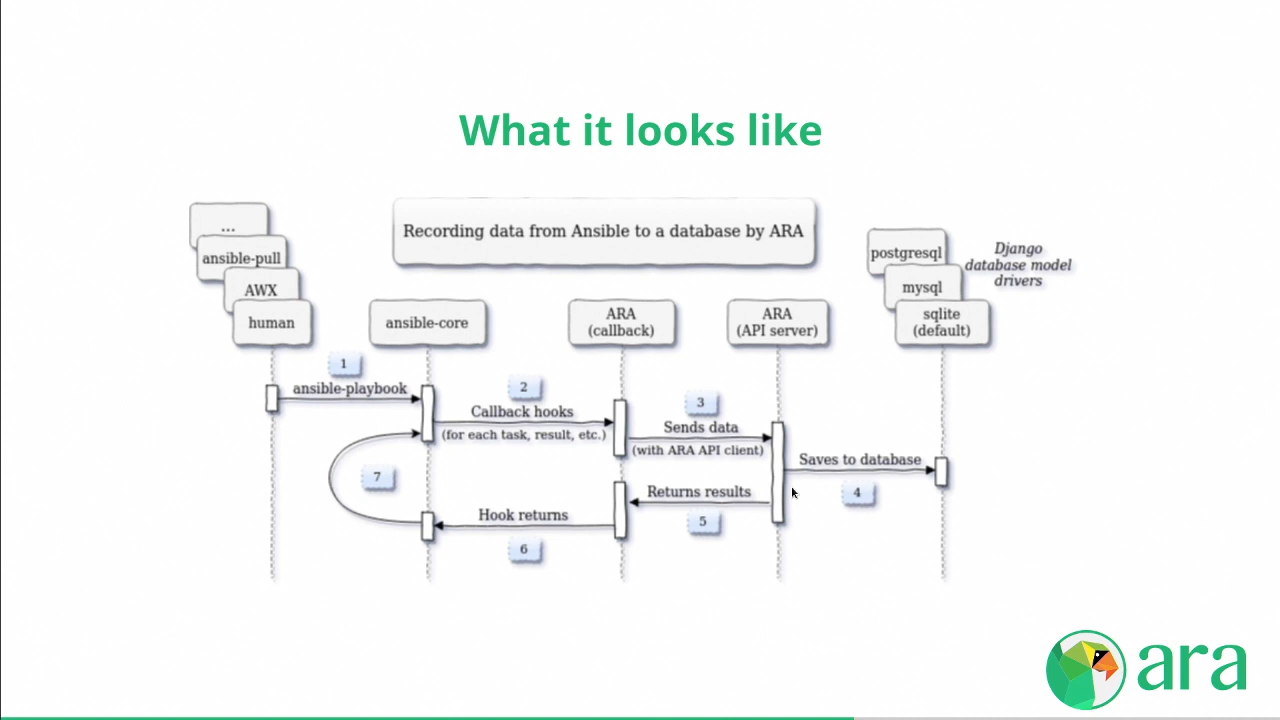 What it looks like
Recording data from Ansible to a database by ARA
...
ansible-pull
AWX
human
ansible-core
ARA
(callback)
ARA
(API server)
postgresql
mysql
sqlite
(default)
Django
database model
drivers
1
ansible-playbook
2
Callback hooks
(for each task, result, etc.)
3
Sends data
(with ARA API client)
Saves to database
4
Returns results
5
Hook returns
6
7
ara